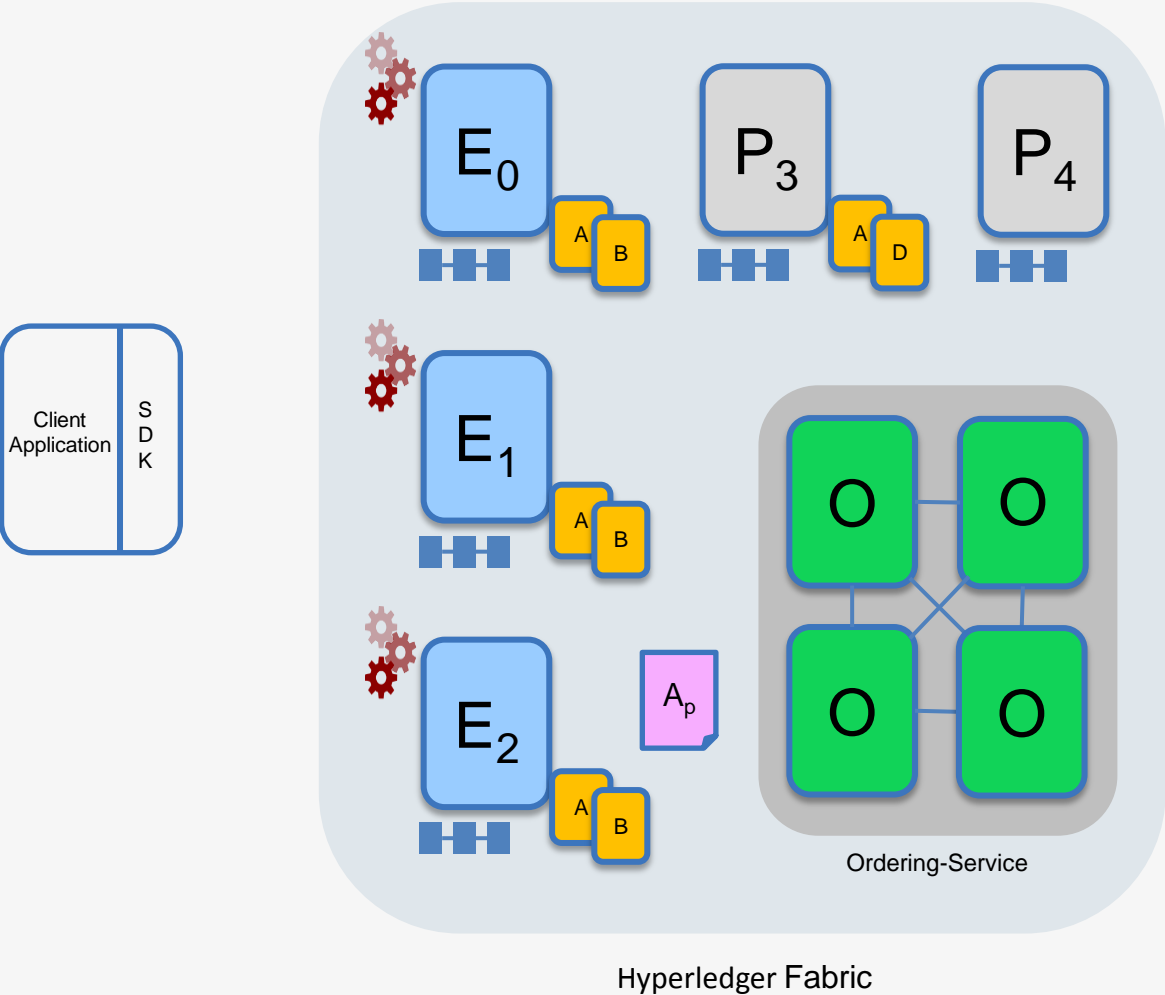 E0
A
B
P3
A
D
P4
Client
Application
S
D
K
E1
A
B
O
O
E2
A
B
Ap
O
O
Ordering-Service
Hyperledger Fabric